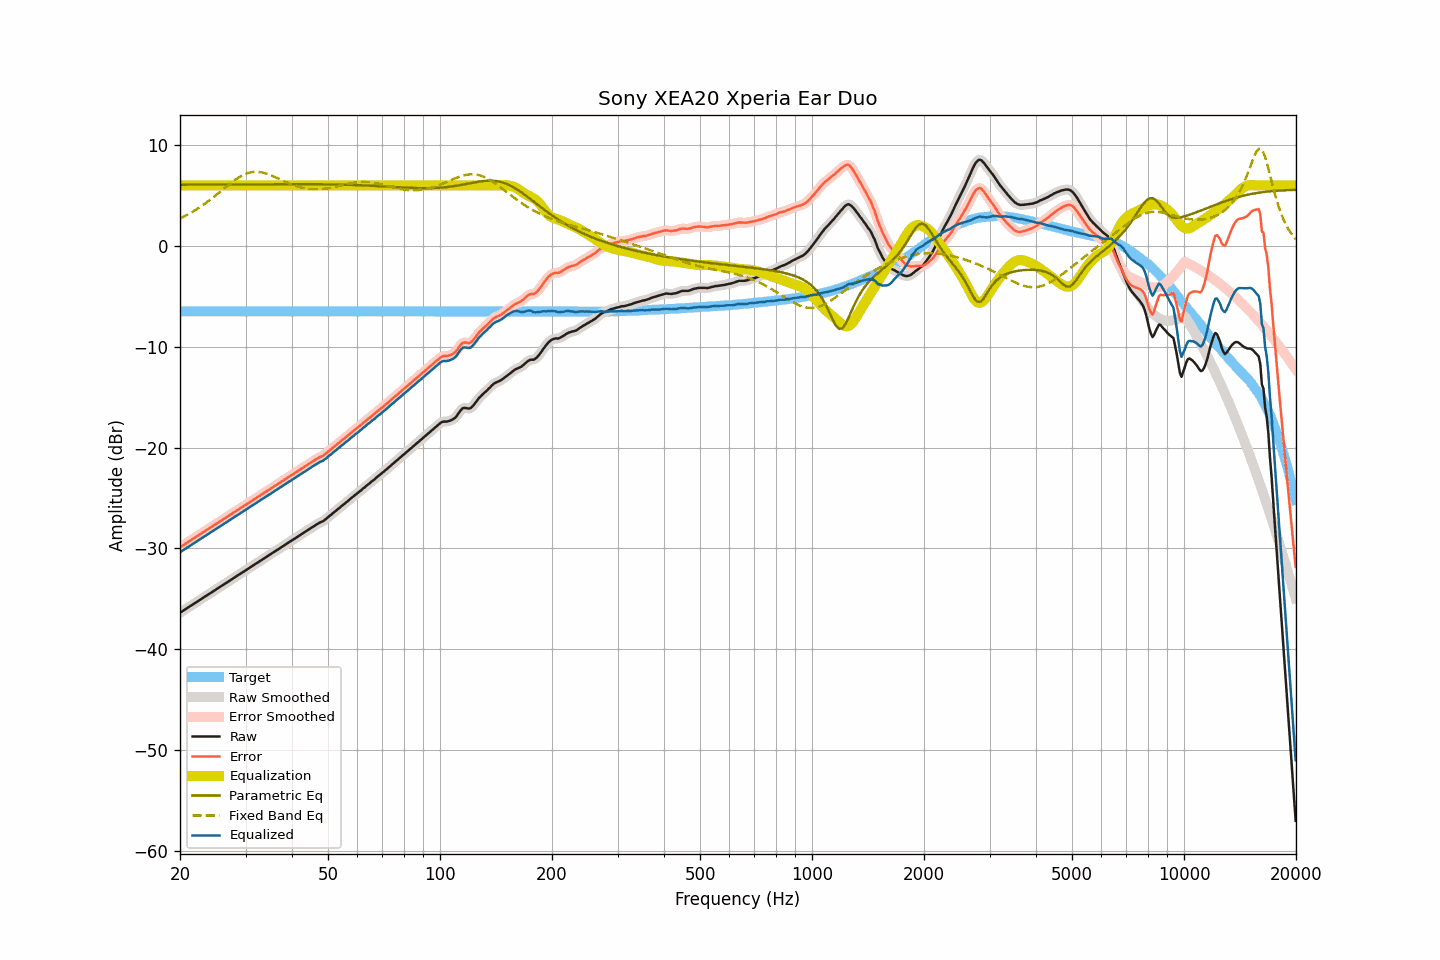 Sony XEA20 Xperia Ear Duo
10
0
−10
−20
−30
−40
−50
−60
Amplitude (dBr)
Target
Raw Smoothed
Error Smoothed
Raw
Error
Equalization
Parametric Eq
Fixed Band Eq
Equalized
20 50 100 200 500 1000 2000 5000 10000 20000
Frequency (Hz)